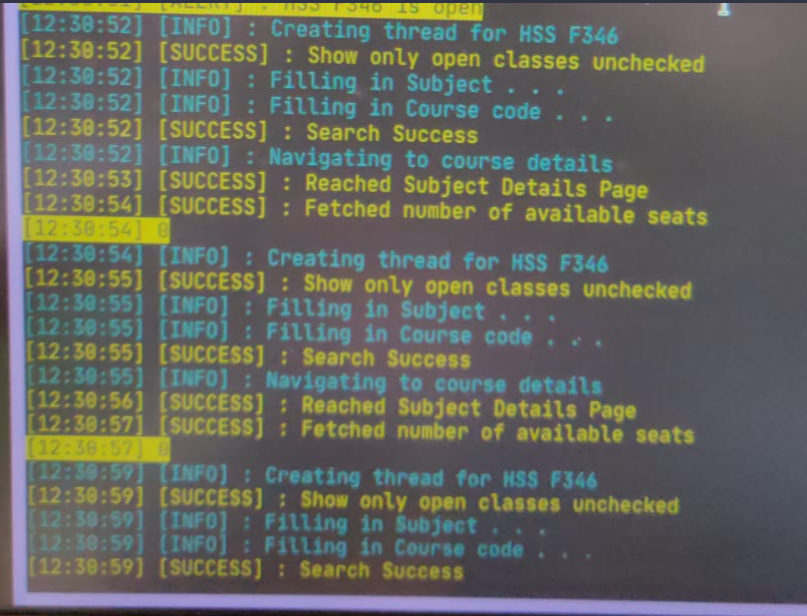 [ALERT] : HSS F346 is open
[12:30:52] [INFO] : Creating thread for HSS F346
[12:30:52] [SUCCESS] : Show only open classes unchecked
[12:30:52] [INFO] : Filling in Subject . . .
[12:30:52] [INFO] : Filling in Course code . . .
[12:30:52] [SUCCESS] : Search Success
[12:30:52] [INFO] : Navigating to course details
[12:30:53] [SUCCESS] : Reached Subject Details Page
[12:30:54] [SUCCESS] : Fetched number of available seats
[12:30:54] 0
[12:30:54] [INFO] : Creating thread for HSS F346
[12:30:55] [SUCCESS] : Show only open classes unchecked
[12:30:55] [INFO] : Filling in Subject . . .
[12:30:55] [INFO] : Filling in Course code . . .
[12:30:55] [SUCCESS] : Search Success
[12:30:55] [INFO] : Navigating to course details
[12:30:56] [SUCCESS] : Reached Subject Details Page
[12:30:57] [SUCCESS] : Fetched number of available seats
[12:30:57] 0
[12:30:59] [INFO] : Creating thread for HSS F346
[12:30:59] [SUCCESS] : Show only open classes unchecked
[12:30:59] [INFO] : Filling in Subject . . .
[12:30:59] [INFO] : Filling in Course code . . .
[12:30:59] [SUCCESS] : Search Success